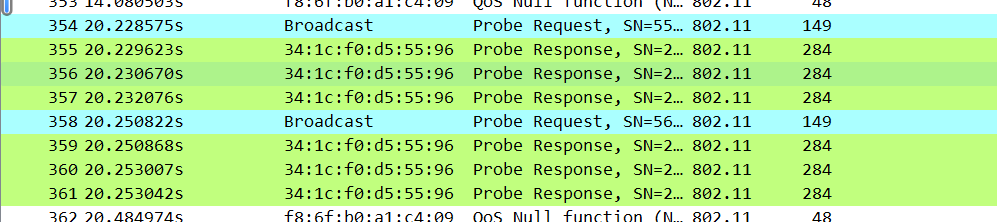 353 14.080503s f8:6f:b0:a1:c4:09 QoS Null function (N… 802.11 48
354 20.228575s Broadcast Probe Request, SN=55… 802.11 149
355 20.229623s 34:1c:f0:d5:55:96 Probe Response, SN=2… 802.11 284
356 20.230670s 34:1c:f0:d5:55:96 Probe Response, SN=2… 802.11 284
357 20.232076s 34:1c:f0:d5:55:96 Probe Response, SN=2… 802.11 284
358 20.250822s Broadcast Probe Request, SN=56… 802.11 149
359 20.250868s 34:1c:f0:d5:55:96 Probe Response, SN=2… 802.11 284
360 20.253007s 34:1c:f0:d5:55:96 Probe Response, SN=2… 802.11 284
361 20.253042s 34:1c:f0:d5:55:96 Probe Response, SN=2… 802.11 284
362 20.484974s f8:6f:b0:a1:c4:09 QoS Null function (N… 802.11 48